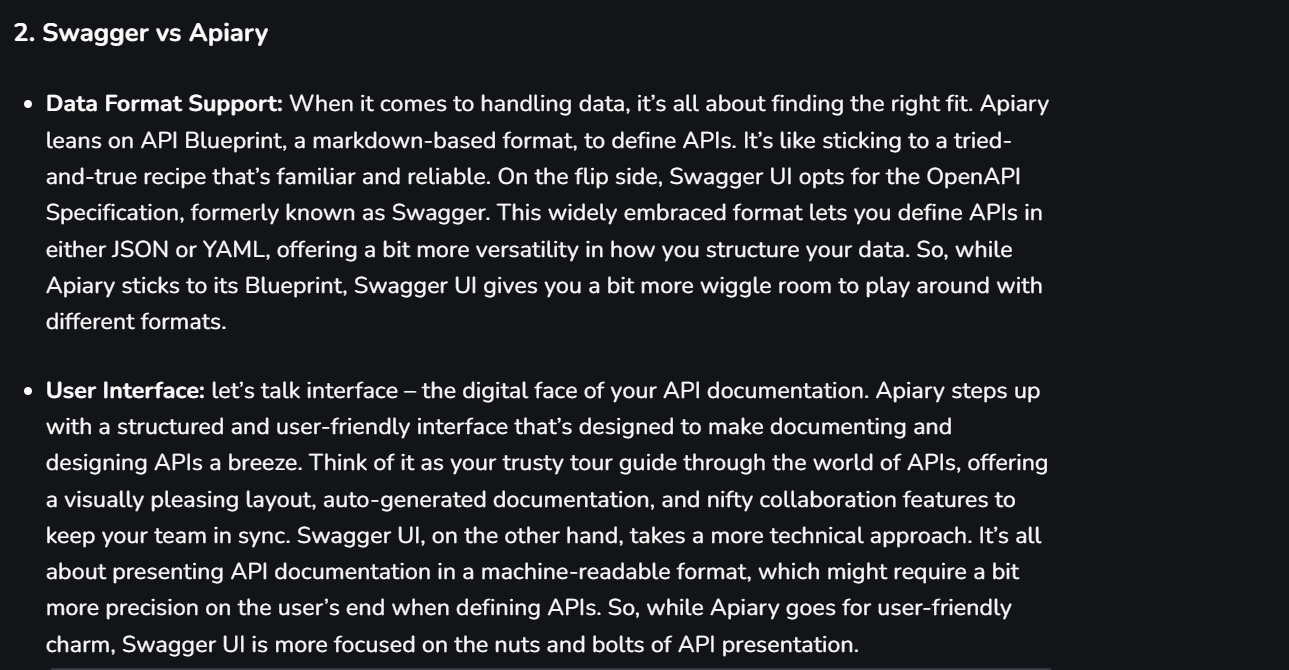 2. Swagger vs Apiary
• Data Format Support: When it comes to handling data, it’s all about finding the right fit. Apiary
leans on API Blueprint, a markdown-based format, to define APIs. It’s like sticking to a tried-
and-true recipe that’s familiar and reliable. On the flip side, Swagger UI opts for the OpenAPI
Specification, formerly known as Swagger. This widely embraced format lets you define APIs in
either JSON or YAML, offering a bit more versatility in how you structure your data. So, while
Apiary sticks to its Blueprint, Swagger UI gives you a bit more wiggle room to play around with
different formats.
• User Interface: let’s talk interface – the digital face of your API documentation. Apiary steps up
with a structured and user-friendly interface that’s designed to make documenting and
designing APIs a breeze. Think of it as your trusty tour guide through the world of APIs, offering
a visually pleasing layout, auto-generated documentation, and nifty collaboration features to
keep your team in sync. Swagger UI, on the other hand, takes a more technical approach. It’s all
about presenting API documentation in a machine-readable format, which might require a bit
more precision on the user’s end when defining APIs. So, while Apiary goes for user-friendly
charm, Swagger UI is more focused on the nuts and bolts of API presentation.